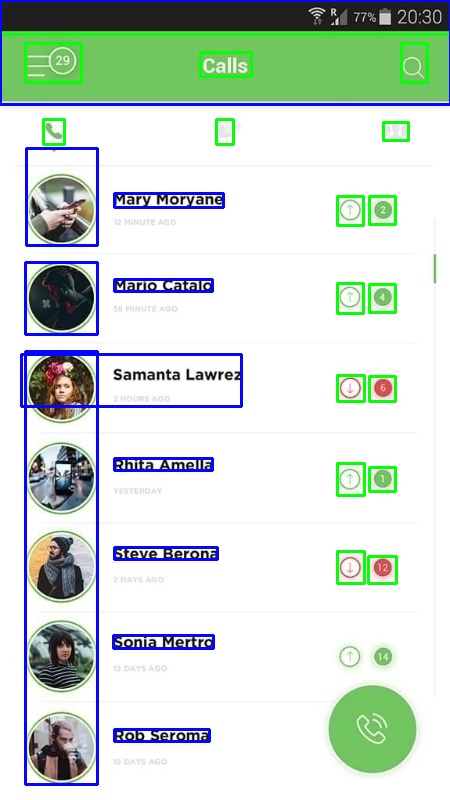 77% 20:30
29 Calls
Mary Moryane
12 MINUTE AGO
2
Mario Catalo
58 MINUTE AGO
4
Samanta Lawrez
2 HOURS AGO
6
Rhita Amella
YESTERDAY
1
Steve Berona
2 DAYS AGO
12
Sonia Mertro
12 DAYS AGO
14
Rob Seroma
15 DAYS AGO